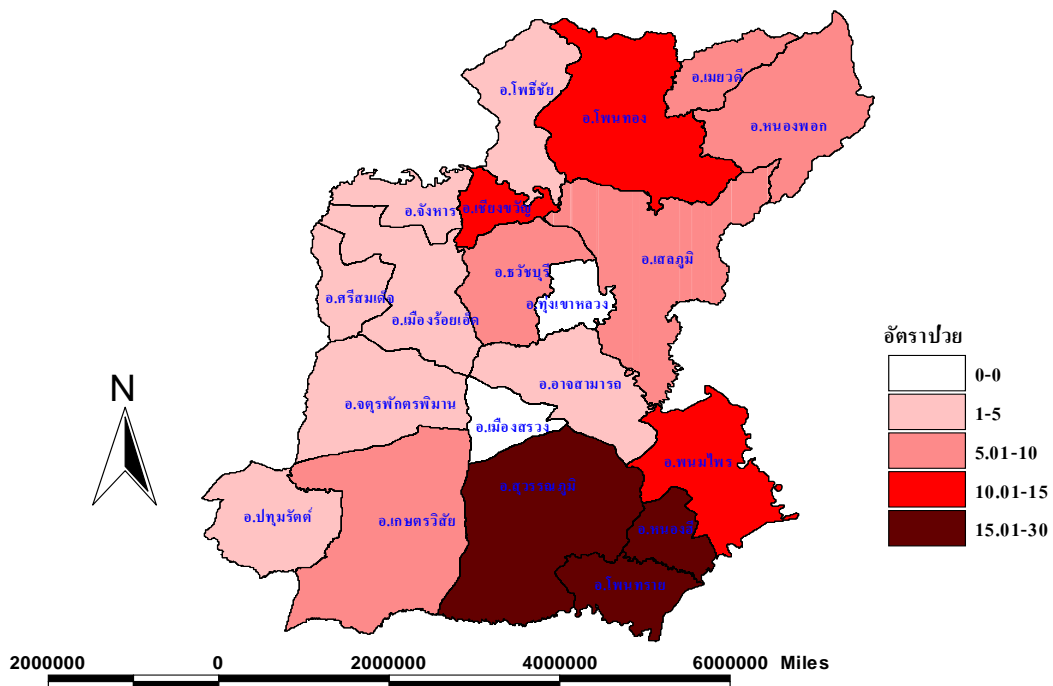 อ.เมยวดี
อ.โพธิ์ชัย
อ.โพนทอง
อ.หนองพอก
อ.จังหาร
อ.เชียงขวัญ
อ.เสลภูมิ
อ.ธวัชบุรี
อ.ศรีสมเด็จ
อ.ทุ่งเขาหลวง
อ.เมืองร้อยเอ็ด
อัตราป่วย
0-0
1-5
5.01-10
10.01-15
15.01-30
N
อ.อาจสามารถ
อ.จตุรพักตรพิมาน
อ.เมืองสรวง
อ.พนมไพร
อ.สุวรรณภูมิ
อ.ปทุมรัตต์
อ.เกษตรวิสัย
อ.หนองฮี
อ.โพนทราย
2000000 0 2000000 4000000 6000000 Miles